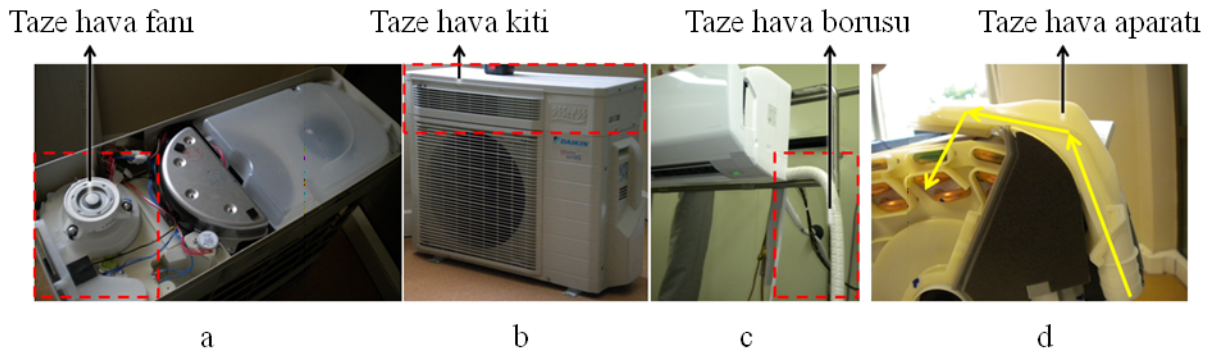 Taze hava fanı
Taze hava kiti
Taze hava borusu
Taze hava aparatı
DAIKIN
a
b
c
d